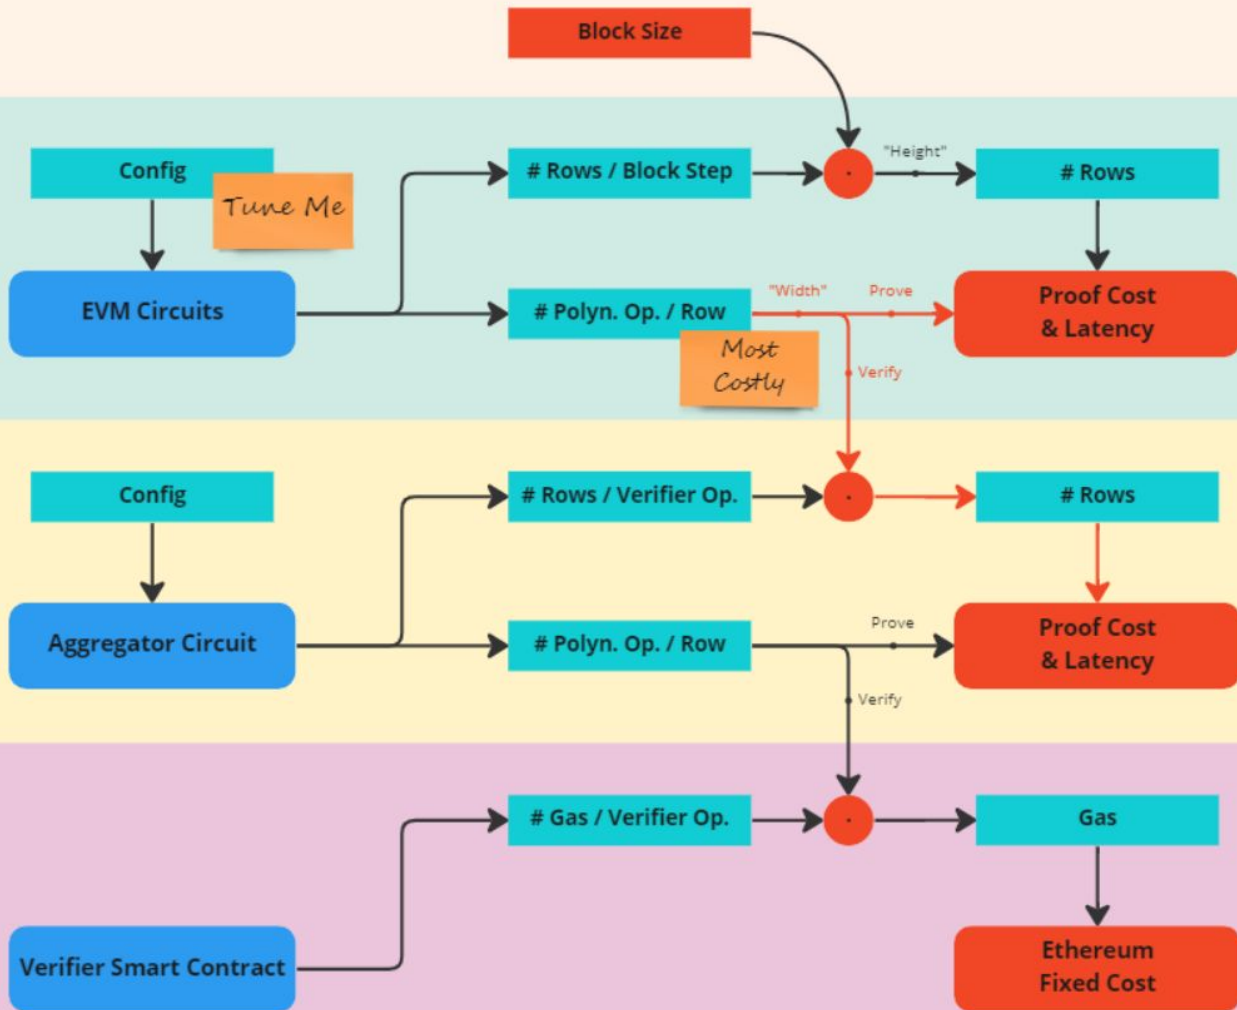 Block Size
Config
Tune Me
# Rows / Block Step
"Height"
# Rows
EVM Circuits
# Polyn. Op. / Row
"Width"
Prove
Proof Cost
& Latency
Most
Costly
Verify
Config
# Rows / Verifier Op.
# Rows
Aggregator Circuit
# Polyn. Op. / Row
Prove
Proof Cost
& Latency
Verify
# Gas / Verifier Op.
Gas
Verifier Smart Contract
Ethereum
Fixed Cost